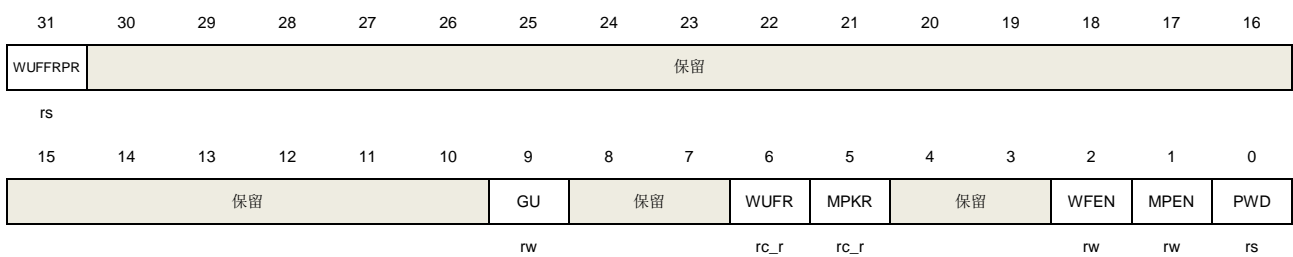 31 30 29 28 27 26 25 24 23 22 21 20 19 18 17 16
WUFFRPR 保留
rs
15 14 13 12 11 10 9 8 7 6 5 4 3 2 1 0
保留 GU 保留 WUFR MPKR 保留 WFEN MPEN PWD
rw rc_r rc_r rw rw rs